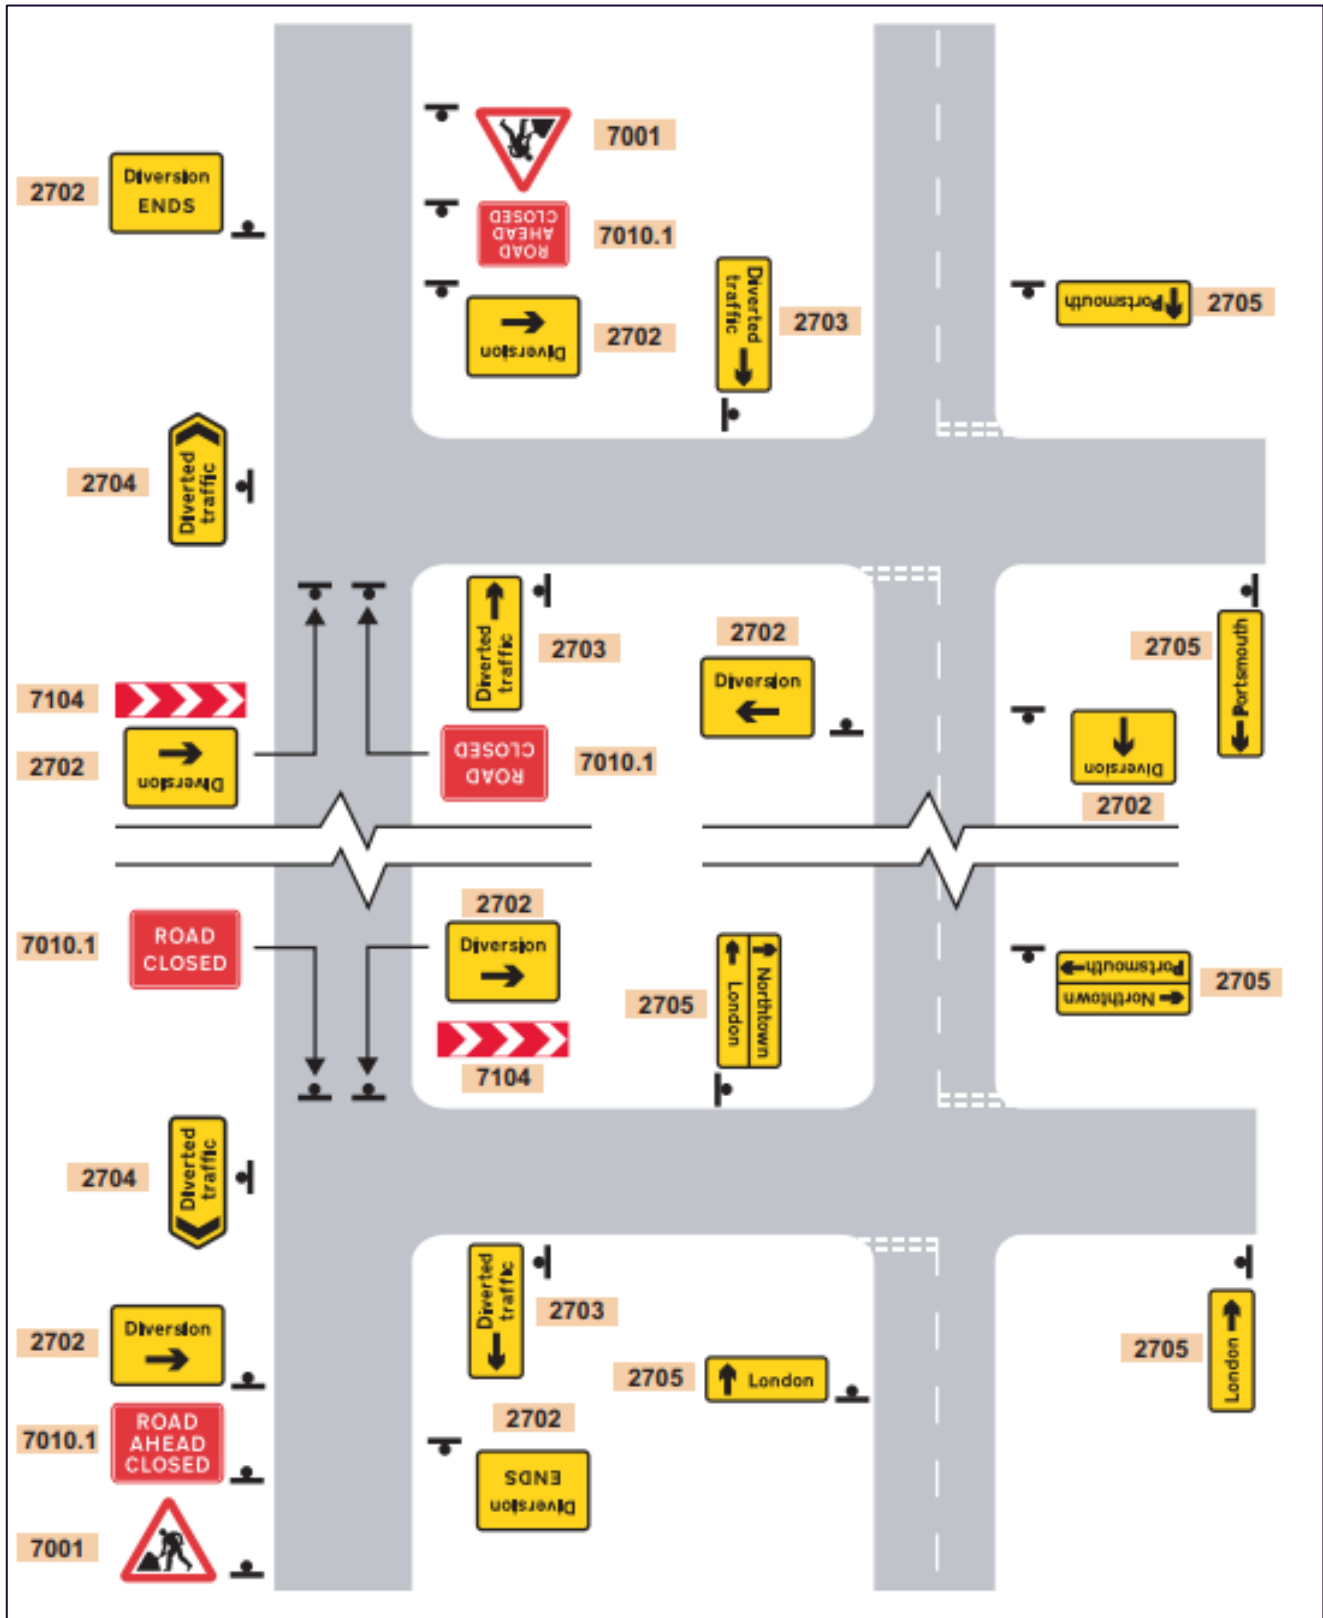 7001
2702
Diversion
ENDS
ROAD
AHEAD
CLOSED
7010.1
Diversion
2702
Diverted
traffic
2703
Portsmouth
2705
2704
Diverted
traffic
Diverted
traffic
2703
2702
Diversion
2705
Portsmouth
7104
2702
Diversion
ROAD
CLOSED
7010.1
Diversion
2702
7010.1
ROAD
CLOSED
2702
Diversion
7104
2705
Northtown
London
Northtown
Portsmouth
2705
2704
Diverted
traffic
Diverted
traffic
2703
2702
Diversion
2705
London
2705
London
7010.1
ROAD
AHEAD
CLOSED
2702
Diversion
ENDS
7001